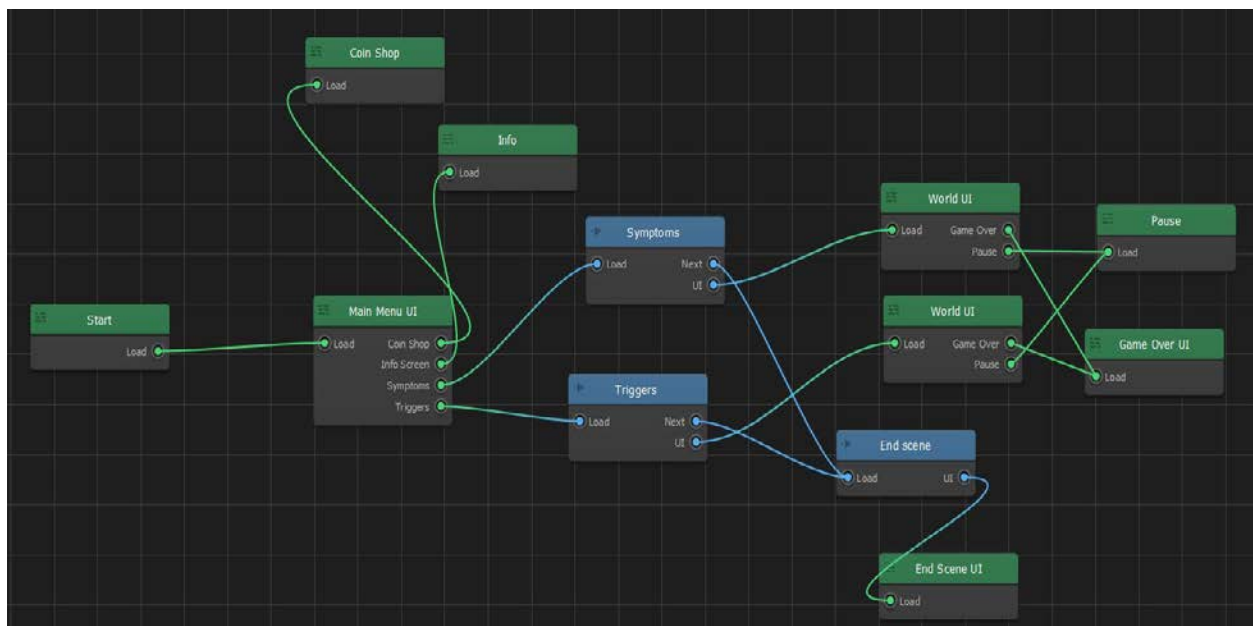 Coin Shop
Load
Info
Load
Start
Load
Main Menu UI
Load Coin Shop
Info Screen
Symptoms
Triggers
Symptoms
Load Next
UI
Triggers
Load Next
UI
World UI
Load Game Over
Pause
World UI
Load Game Over
Pause
Pause
Load
Game Over UI
Load
End scene
Load UI
End Scene UI
Load